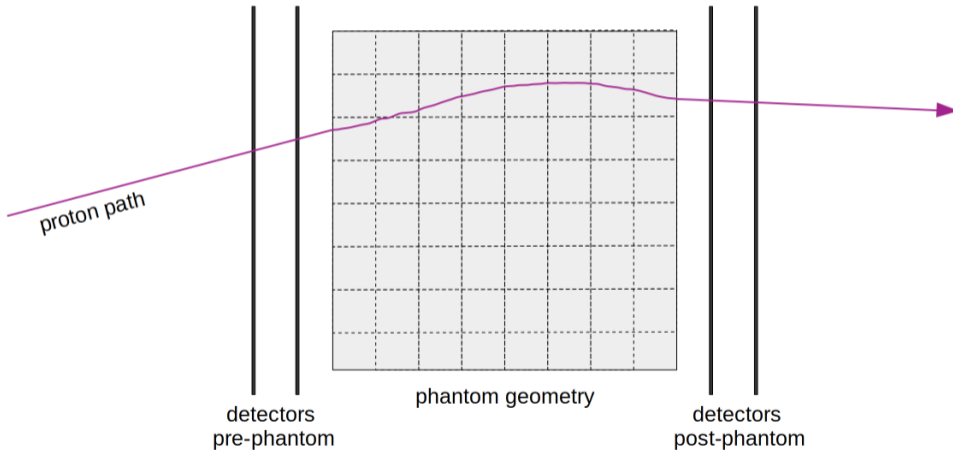 proton path
phantom geometry
detectors
pre-phantom
detectors
post-phantom